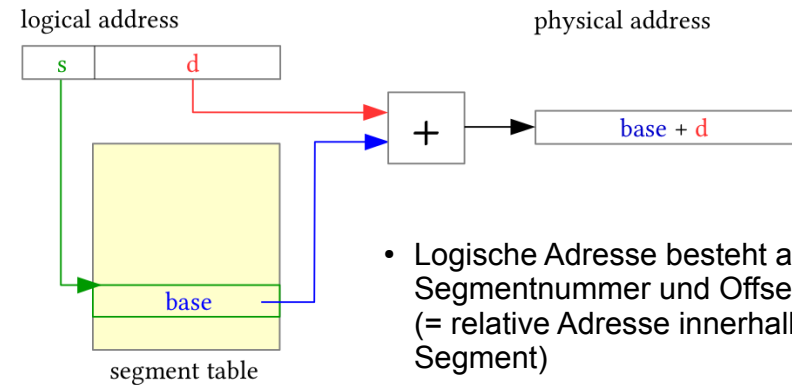 logical address
physical address
s
d
+
base + d
base
segment table
• Logische Adresse besteht a
Segmentnummer und Offse
(= relative Adresse innerhal
Segment)